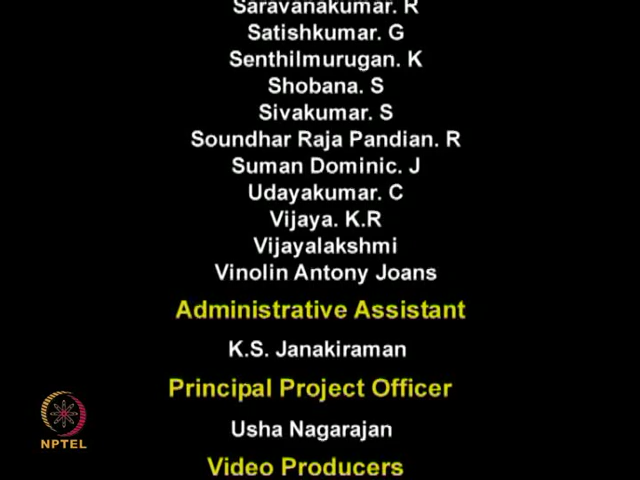 Saravanakumar. R
Satishkumar. G
Senthilmurugan. K
Shobana. S
Sivakumar. S
Soundhar Raja Pandian. R
Suman Dominic. J
Udayakumar. C
Vijaya. K.R
Vijayalakshmi
Vinolin Antony Joans
Administrative Assistant
K.S. Janakiraman
Principal Project Officer
Usha Nagarajan
NPTEL
Video Producers